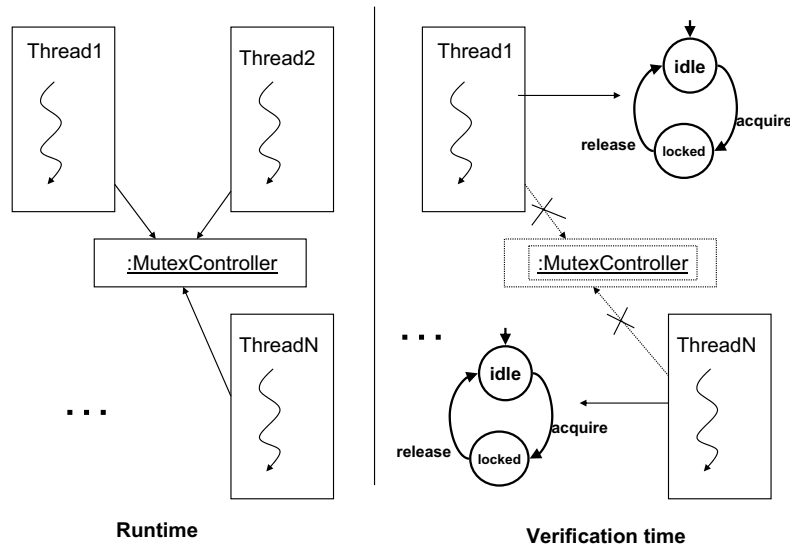 Thread1
Thread2
:MutexController
ThreadN
...
Runtime
Thread1
idle
acquire
release
locked
:MutexController
...
ThreadN
idle
acquire
release
locked
Verification time